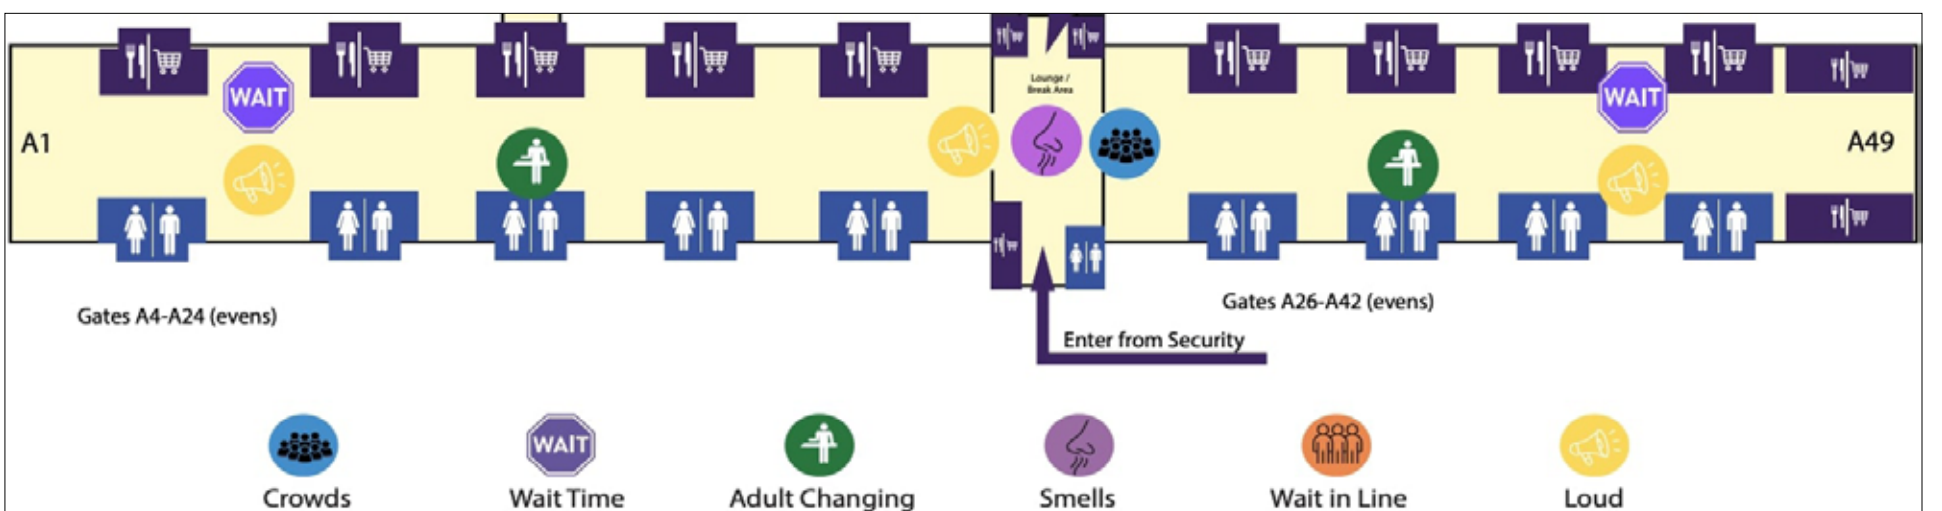 Lounge /
Break Area
WAIT
WAIT
A1
A49
Gates A4-A24 (evens)
Gates A26-A42 (evens)
Enter from Security
WAIT
Crowds
Wait Time
Adult Changing
Smells
Wait in Line
Loud